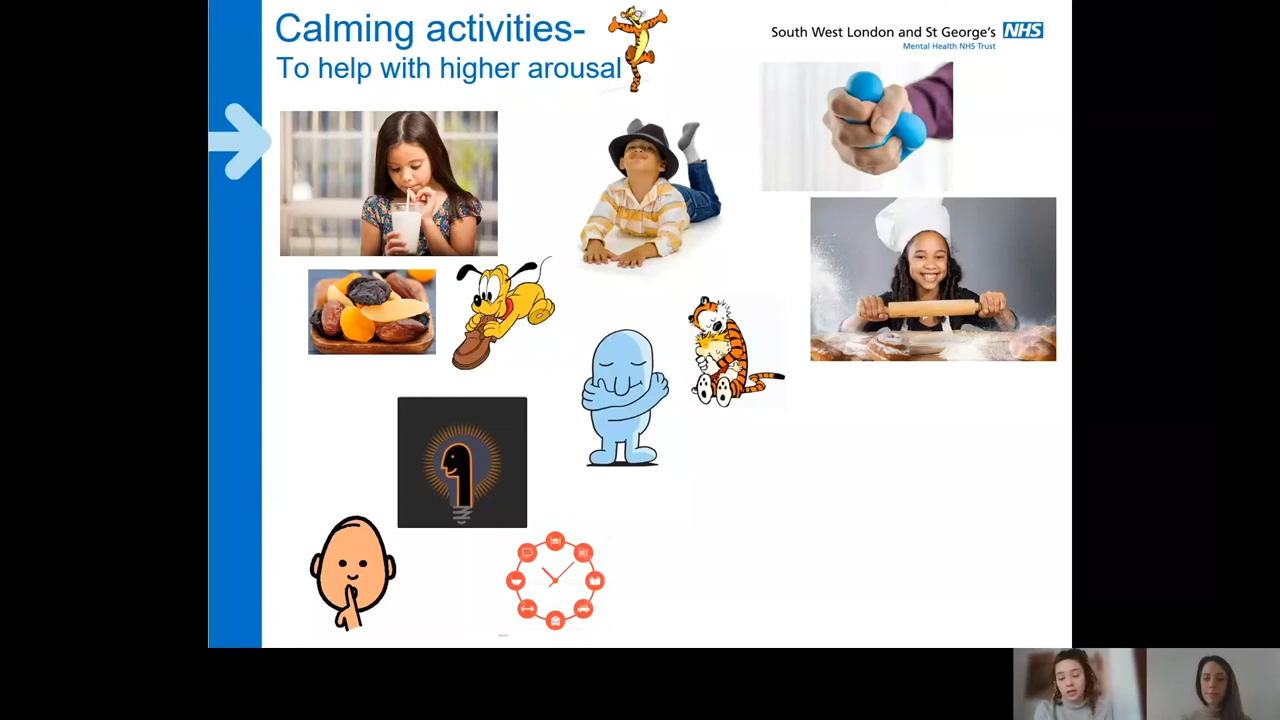 Calming activities-
To help with higher arousal
South West London and St George's NHS
Mental Health NHS Trust